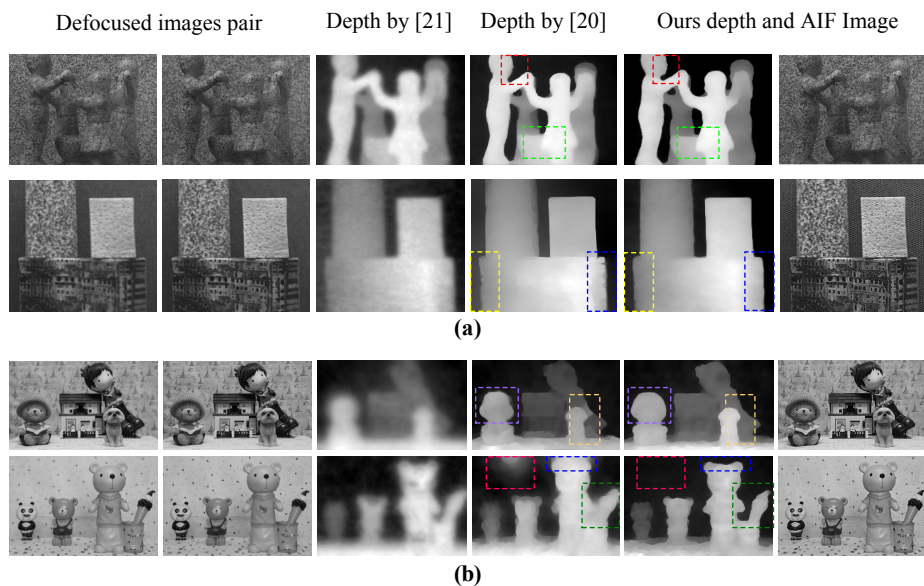 Defocused images pair Depth by [21] Depth by [20] Ours depth and AIF Image
(a)
(b)